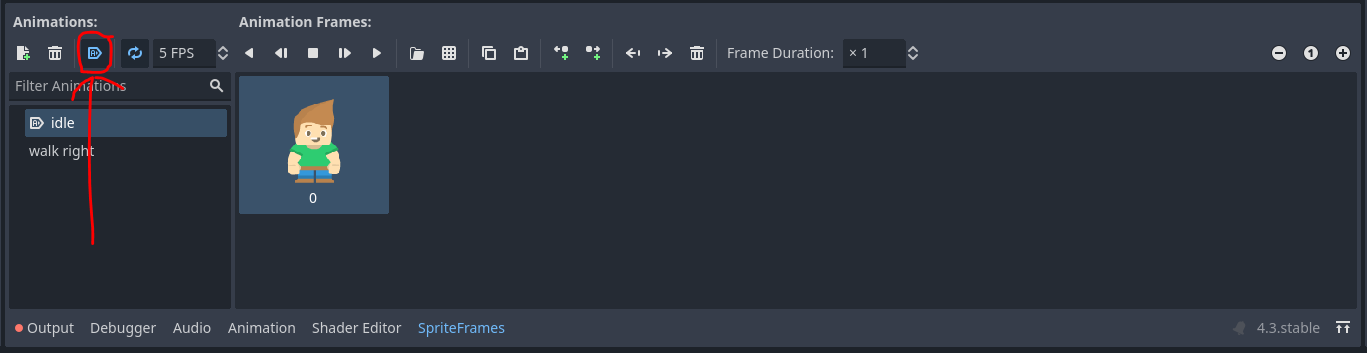 Animations:
Animation Frames:
5 FPS
Frame Duration: × 1
1
Filter Animations
idle
walk right
0
Output Debugger Audio Animation Shader Editor SpriteFrames
4.3.stable